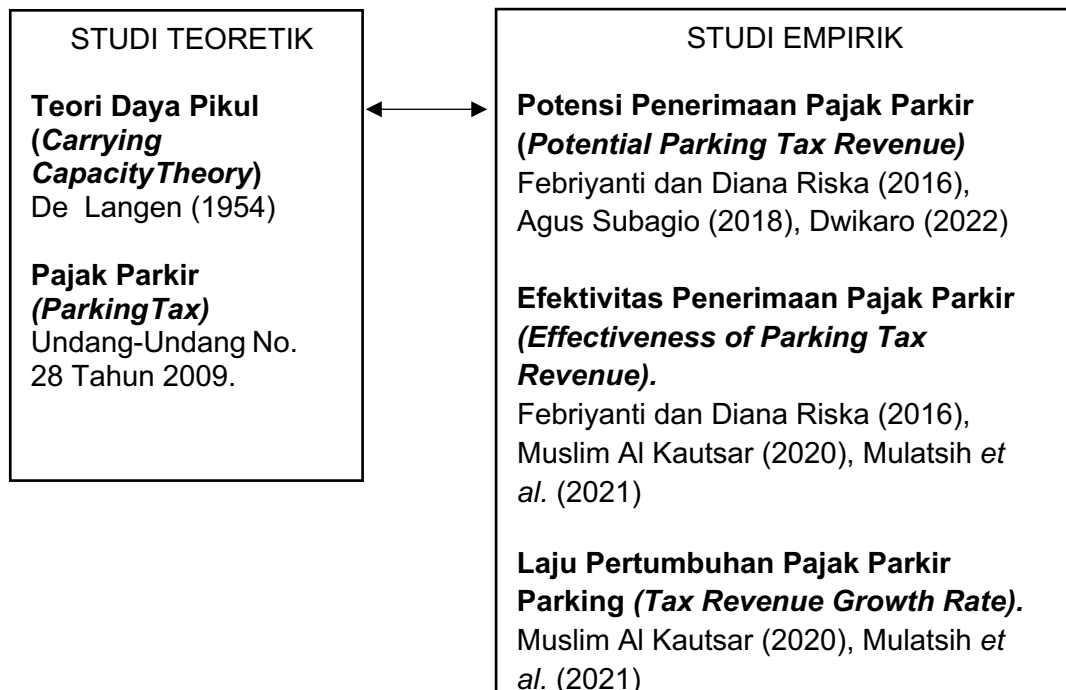 STUDI TEORETIK
Teori Daya Pikul
(Carrying
CapacityTheory)
De Langen (1954)
Pajak Parkir
(ParkingTax)
Undang-Undang No.
28 Tahun 2009.
STUDI EMPIRIK
Potensi Penerimaan Pajak Parkir
(Potential Parking Tax Revenue)
Febriyanti dan Diana Riska (2016),
Agus Subagio (2018), Dwikaro (2022)
Efektivitas Penerimaan Pajak Parkir
(Effectiveness of Parking Tax
Revenue).
Febriyanti dan Diana Riska (2016),
Muslim Al Kautsar (2020), Mulatsih et
al. (2021)
Laju Pertumbuhan Pajak Parkir
Parking (Tax Revenue Growth Rate).
Muslim Al Kautsar (2020), Mulatsih et
al. (2021)